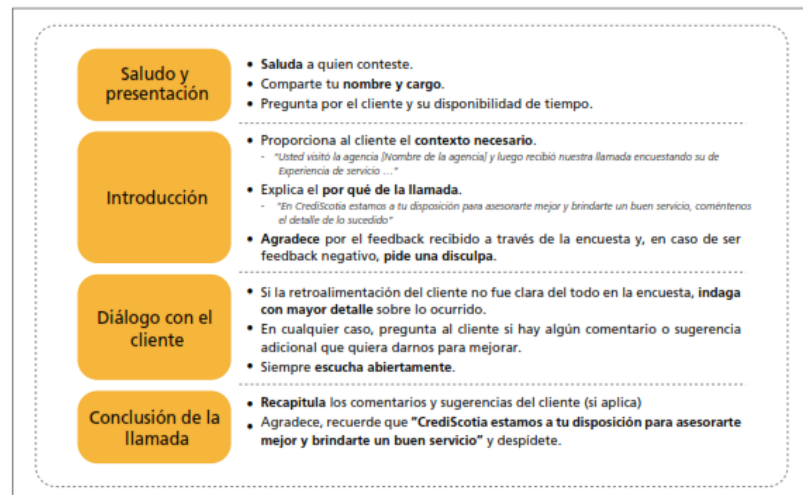 Saludo y
presentación
• Saluda a quien conteste.
• Comparte tu nombre y cargo.
• Pregunta por el cliente y su disponibilidad de tiempo.
Introducción
• Proporciona al cliente el contexto necesario.
- "Usted visitó la agencia [Nombre de la agencia] y luego recibió nuestra llamada encuestando su de
Experiencia de servicio …"
• Explica el por qué de la llamada.
- "En CrediScotia estamos a tu disposición para asesorarte mejor y brindarte un buen servicio, coméntenos
el detalle de lo sucedido"
• Agradece por el feedback recibido a través de la encuesta y, en caso de ser
feedback negativo, pide una disculpa.
Diálogo con el
cliente
• Si la retroalimentación del cliente no fue clara del todo en la encuesta, indaga
con mayor detalle sobre lo ocurrido.
• En cualquier caso, pregunta al cliente si hay algún comentario o sugerencia
adicional que quiera darnos para mejorar.
• Siempre escucha abiertamente.
Conclusión de la
llamada
• Recapitula los comentarios y sugerencias del cliente (si aplica)
• Agradece, recuerde que "CrediScotia estamos a tu disposición para asesorarte
mejor y brindarte un buen servicio" y despídete.